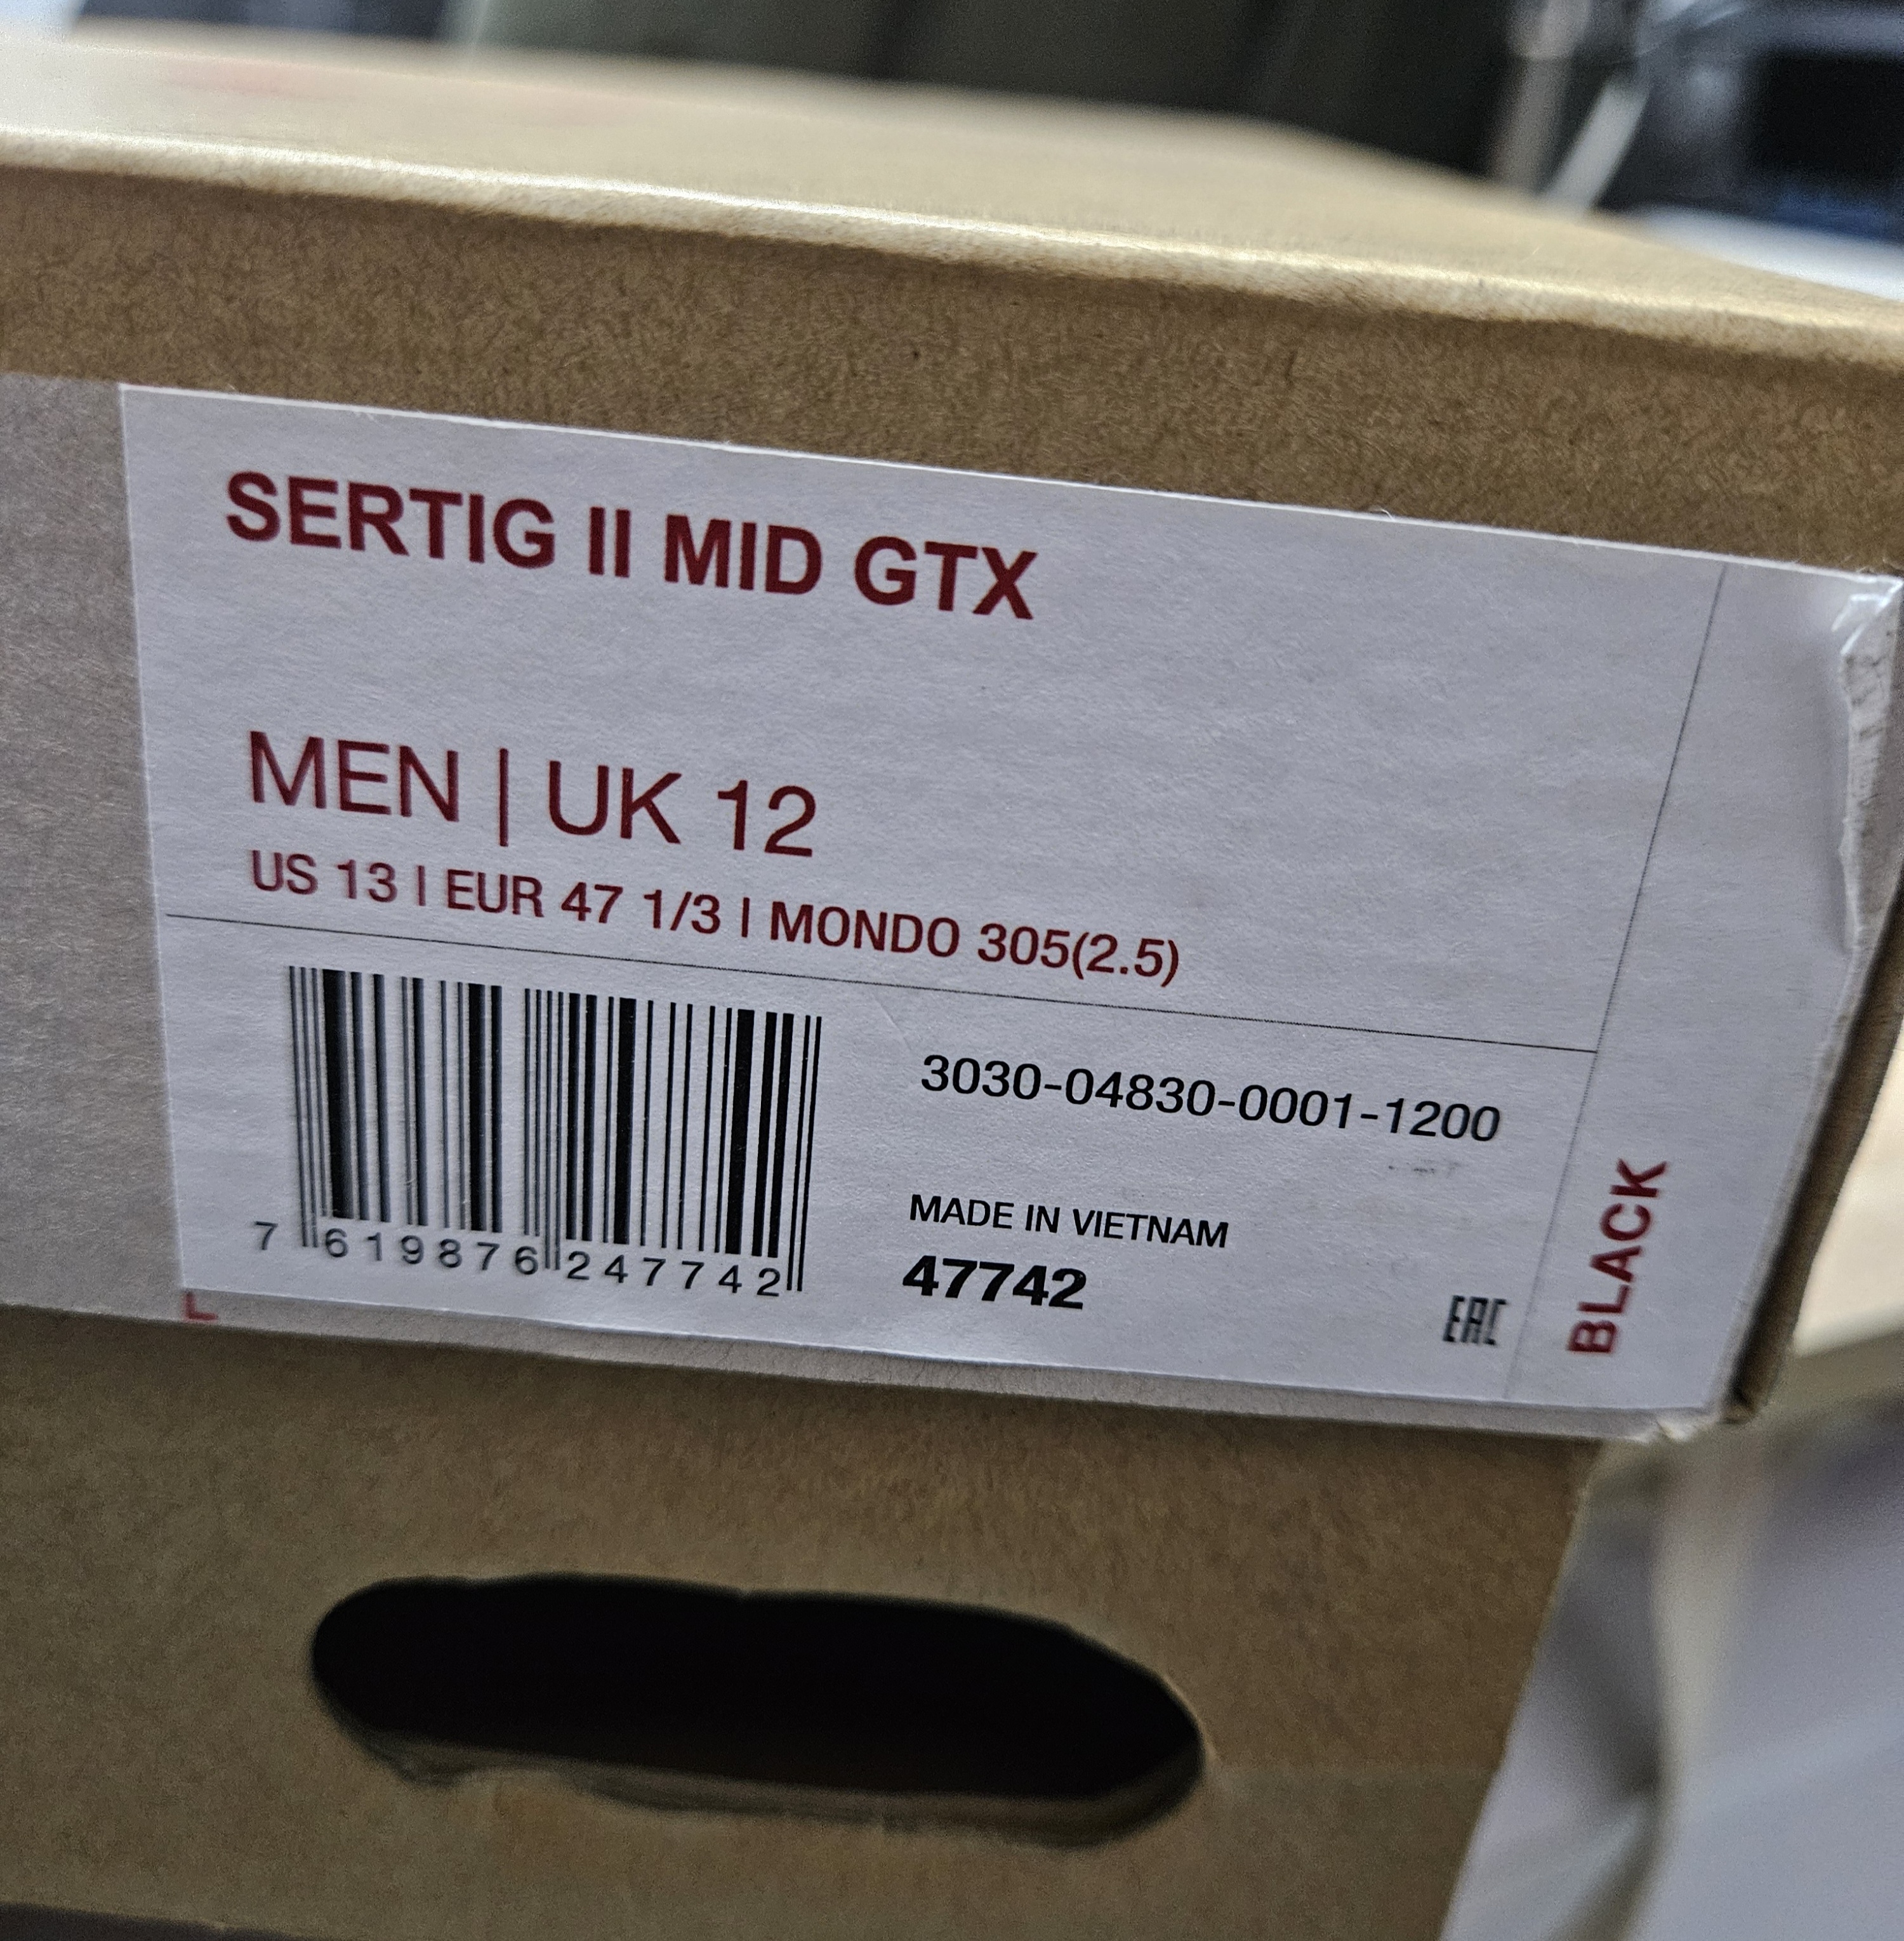 SERTIG II MID GTX
MEN | UK 12
US 13 | EUR 47 1/3 | MONDO 305(2.5)
7 619876 247742
3030-04830-0001-1200
MADE IN VIETNAM
47742
EAC
BLACK